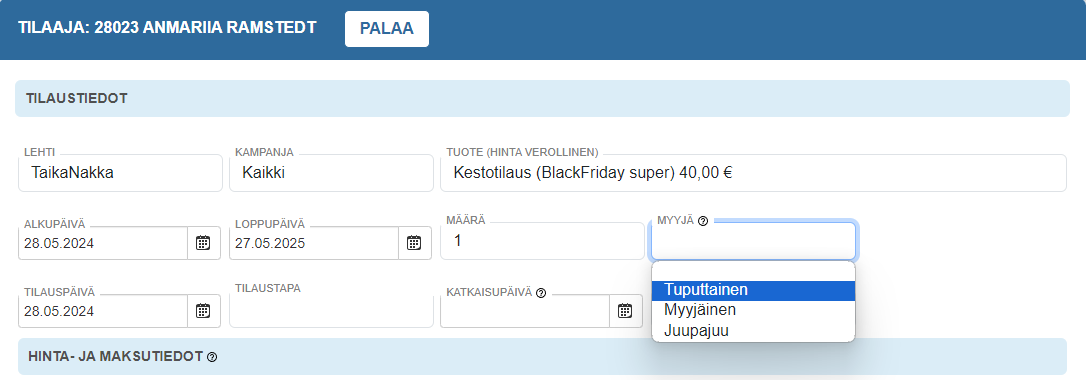 TILAAJA: 28023 ANMARIIA RAMSTEDT PALAA
TILAUSTIEDOT
LEHTI KAMPANJA TUOTE (HINTA VEROLLINEN)
TaikaNakka Kaikki Kestotilaus (BlackFriday super) 40,00 €
ALKUPÄIVÄ LOPPUPÄIVÄ MÄÄRÄ MYYJÄ ?
28.05.2024 27.05.2025 1
Tuputtainen
Myyjäinen
Juupajuu
TILAUSPÄIVÄ TILAUSTAPA KATKAISUPÄIVÄ ?
28.05.2024
HINTA- JA MAKSUTIEDOT ?